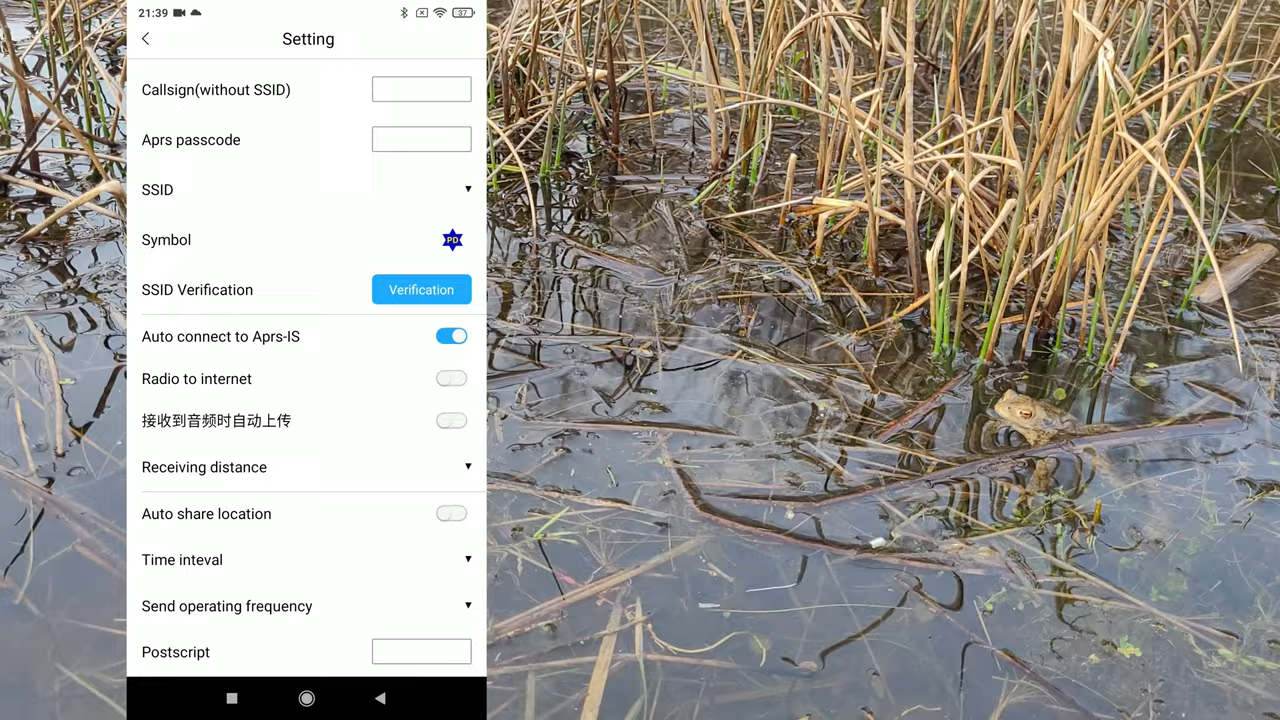 21:39 37
Setting
Callsign(without SSID)
Aprs passcode
SSID
Symbol PD
SSID Verification Verification
Auto connect to Aprs-IS
Radio to internet
接收到音频时自动上传
Receiving distance
Auto share location
Time inteval
Send operating frequency
Postscript